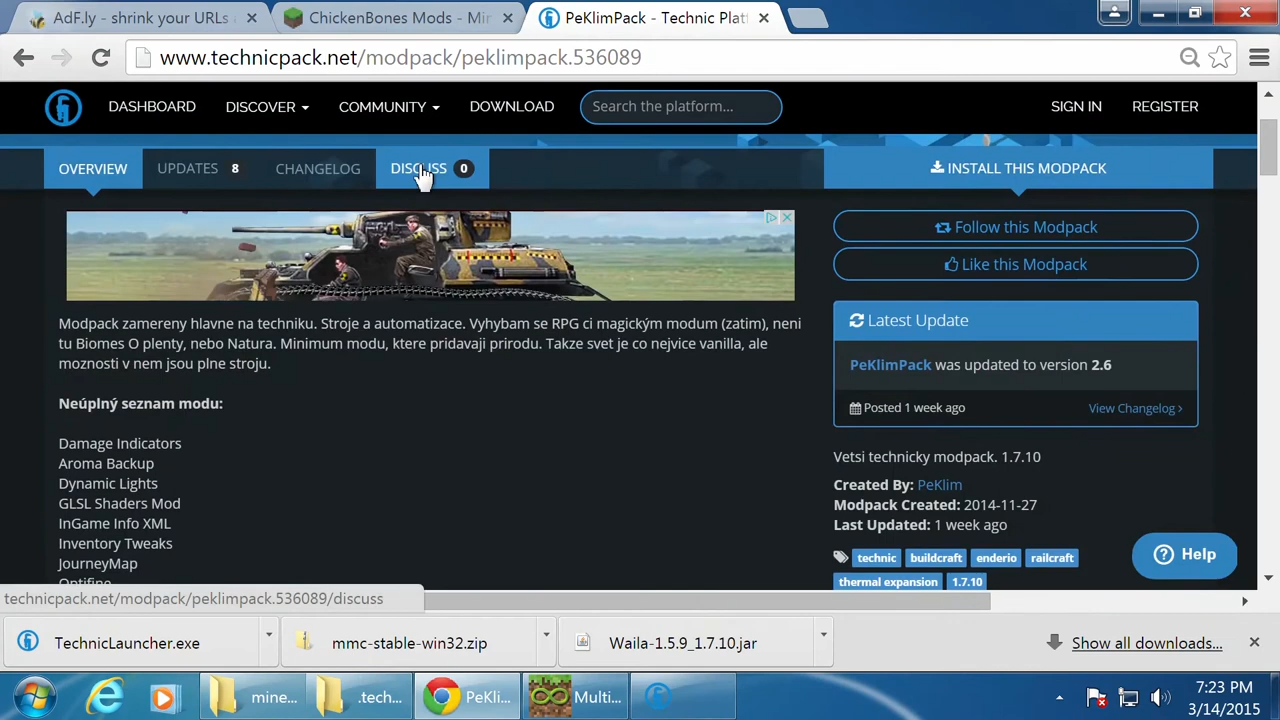 AdF.ly - shrink your URLs
ChickenBones Mods - Min
PeKlimPack - Technic Plat
www.technicpack.net/modpack/peklimpack.536089
DASHBOARD
DISCOVER
COMMUNITY
DOWNLOAD
Search the platform...
SIGN IN
REGISTER
OVERVIEW
UPDATES 8
CHANGELOG
DISCUSS 0
INSTALL THIS MODPACK
Follow this Modpack
Like this Modpack
Modpack zamereny hlavne na techniku. Stroje a automatizace. Vyhybam se RPG ci magickým modum (zatim), neni
tu Biomes O plenty, nebo Natura. Minimum modu, ktere pridavaji prirodu. Takze svet je co nejvice vanilla, ale
moznosti v nem jsou plne stroju.
Neúplný seznam modu:
Damage Indicators
Aroma Backup
Dynamic Lights
GLSL Shaders Mod
InGame Info XML
Inventory Tweaks
JourneyMap
Optifine
Latest Update
PeKlimPack was updated to version 2.6
Posted 1 week ago
View Changelog
Vetsi technicky modpack. 1.7.10
Created By: PeKlim
Modpack Created: 2014-11-27
Last Updated: 1 week ago
technic buildcraft enderio railcraft
thermal expansion 1.7.10
Help
technicpack.net/modpack/peklimpack.536089/discuss
TechnicLauncher.exe
mmc-stable-win32.zip
Waila-1.5.9_1.7.10.jar
Show all downloads...
mine...
.tech...
PeKli...
Multi...
7:23 PM
3/14/2015